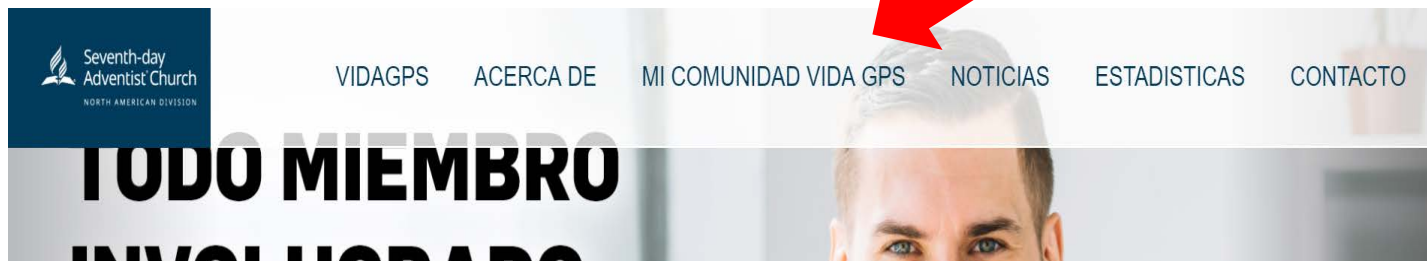 Seventh-day
Adventist Church
NORTH AMERICAN DIVISION
VIDAGPS ACERCA DE MI COMUNIDAD VIDA GPS NOTICIAS ESTADISTICAS CONTACTO
TODO MIEMBRO
INVOLUCRADO